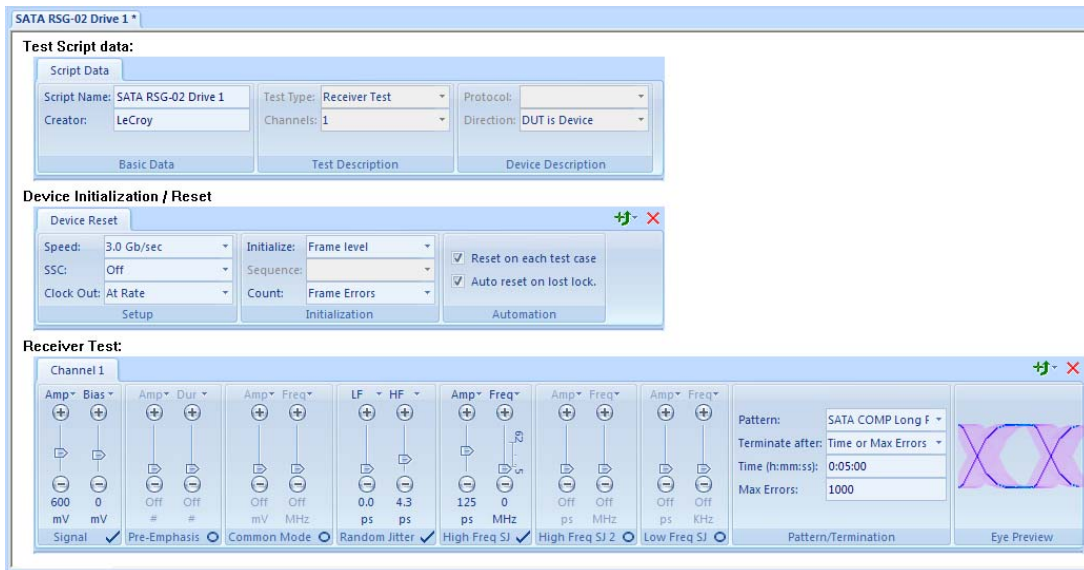 SATA RSG-02 Drive 1 *
Test Script data:
Script Data
Script Name: SATA RSG-02 Drive 1 Test Type: Receiver Test Protocol:
Creator: LeCroy Channels: 1 Direction: DUT is Device
Basic Data Test Description Device Description
Device Initialization / Reset
Device Reset
Speed: 3.0 Gb/sec Initialize: Frame level Reset on each test case
SSC: Off Sequence: Auto reset on lost lock.
Clock Out: At Rate Count: Frame Errors
Setup Initialization Automation
Receiver Test:
Channel 1
Amp Bias Amp Dur Amp Freq LF HF Amp Freq Amp Freq Amp Freq
62
5
Pattern: SATA COMP Long F
Terminate after: Time or Max Errors
Time (h:mm:ss): 0:05:00
Max Errors: 1000
600 0 Off Off Off Off 0.0 4.3 125 0 Off Off Off Off
mV mV # # mV MHz ps ps ps MHz ps MHz ps KHz
Signal Pre-Emphasis Common Mode Random Jitter High Freq SJ High Freq SJ 2 Low Freq SJ Pattern/Termination Eye Preview